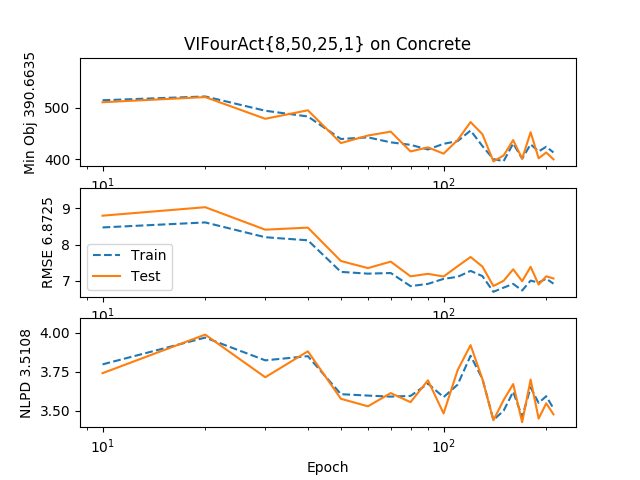 VIFourAct{8,50,25,1} on Concrete
Min Obj 390.6635
500
400
10¹
10²
RMSE 6.8725
9
8
7
Train
Test
10¹
10²
NLPD 3.5108
4.00
3.75
3.50
10¹
10²
Epoch